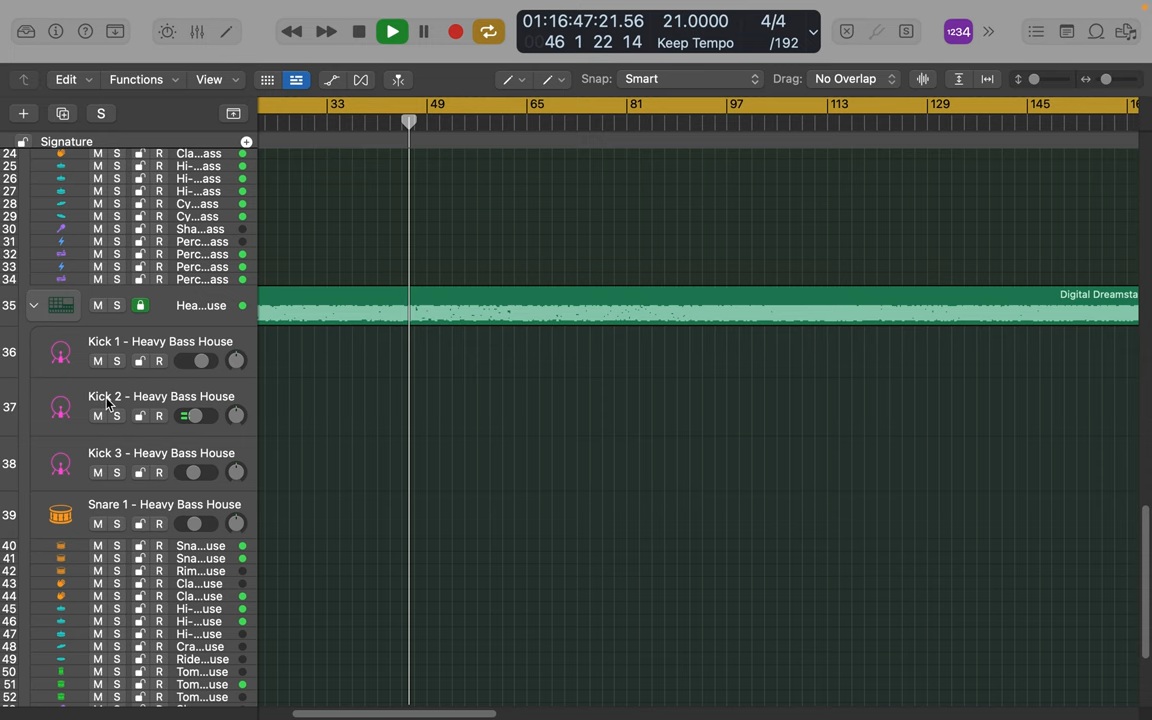 1234
01:16:47:21.56 21.0000 4/4
0046 1 22 14 Keep Tempo /192
Edit Functions View Snap: Smart Drag: No Overlap
S
33 49 65 81 97 113 129 145 16
Signature
24 M S R Cla...ass
25 M S R Hi-...ass
26 M S R Hi-...ass
27 M S R Hi-...ass
28 M S R Cy...ass
29 M S R Cy...ass
30 M S R Sha...ass
31 M S R Perc...ass
32 M S R Perc...ass
33 M S R Perc...ass
34 M S R Perc...ass
Digital Dreamsta
35 M S Hea...use
Kick 1 - Heavy Bass House
36 M S R
Kick 2 - Heavy Bass House
37 M S R
Kick 3 - Heavy Bass House
38 M S R
Snare 1 - Heavy Bass House
39 M S R
40 M S R Sna...use
41 M S R Sna...use
42 M S R Rim...use
43 M S R Cla...use
44 M S R Cla...use
45 M S R Hi-...use
46 M S R Hi-...use
47 M S R Hi-...use
48 M S R Cra...use
49 M S R Ride...use
50 M S R Tom...use
51 M S R Tom...use
52 M S R Tom...use